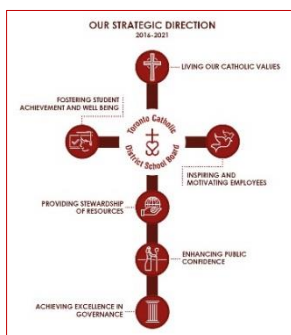 OUR STRATEGIC DIRECTION
2016-2021
LIVING OUR CATHOLIC VALUES
FOSTERING STUDENT
ACHIEVEMENT AND WELL BEING
Toronto Catholic
District School Board
INSPIRING AND
MOTIVATING EMPLOYEES
PROVIDING STEWARDSHIP
OF RESOURCES
ENHANCING PUBLIC
CONFIDENCE
ACHIEVING EXCELLENCE IN
GOVERNANCE